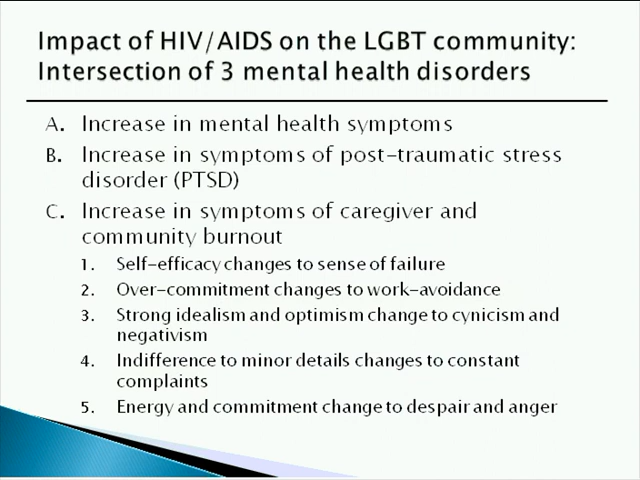 Impact of HIV/AIDS on the LGBT community:
Intersection of 3 mental health disorders
A. Increase in mental health symptoms
B. Increase in symptoms of post-traumatic stress
disorder (PTSD)
C. Increase in symptoms of caregiver and
community burnout
1. Self-efficacy changes to sense of failure
2. Over-commitment changes to work-avoidance
3. Strong idealism and optimism change to cynicism and
negativism
4. Indifference to minor details changes to constant
complaints
5. Energy and commitment change to despair and anger